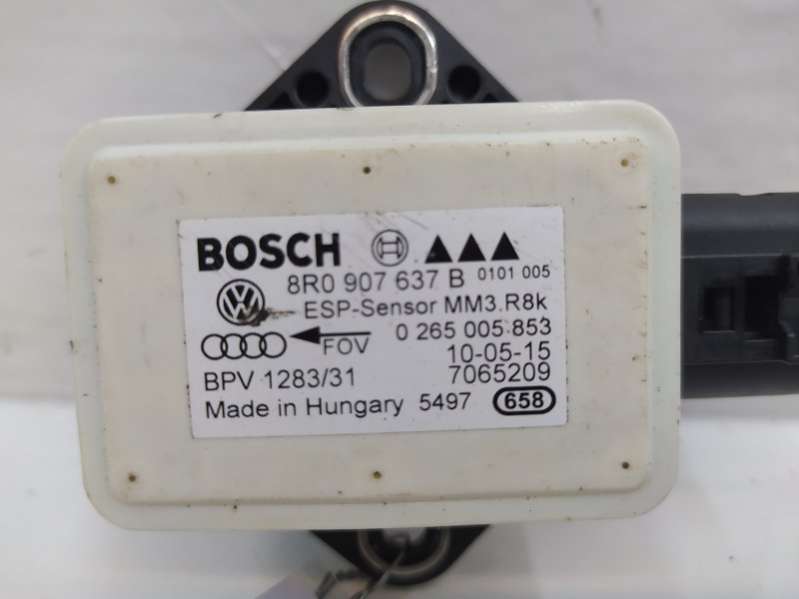 BOSCH
8R0 907 637 B 0101 005
ESP-Sensor MM3.R8k
FOV 0 265 005 853
10-05-15
BPV 1283/31 7065209
Made in Hungary 5497 658